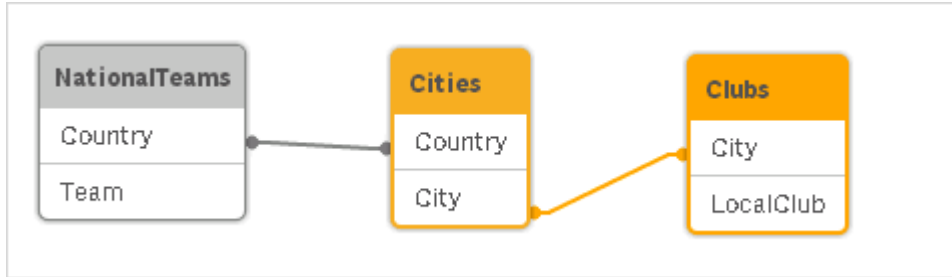 NationalTeams
Country
Team
Cities
Country
City
Clubs
City
LocalClub